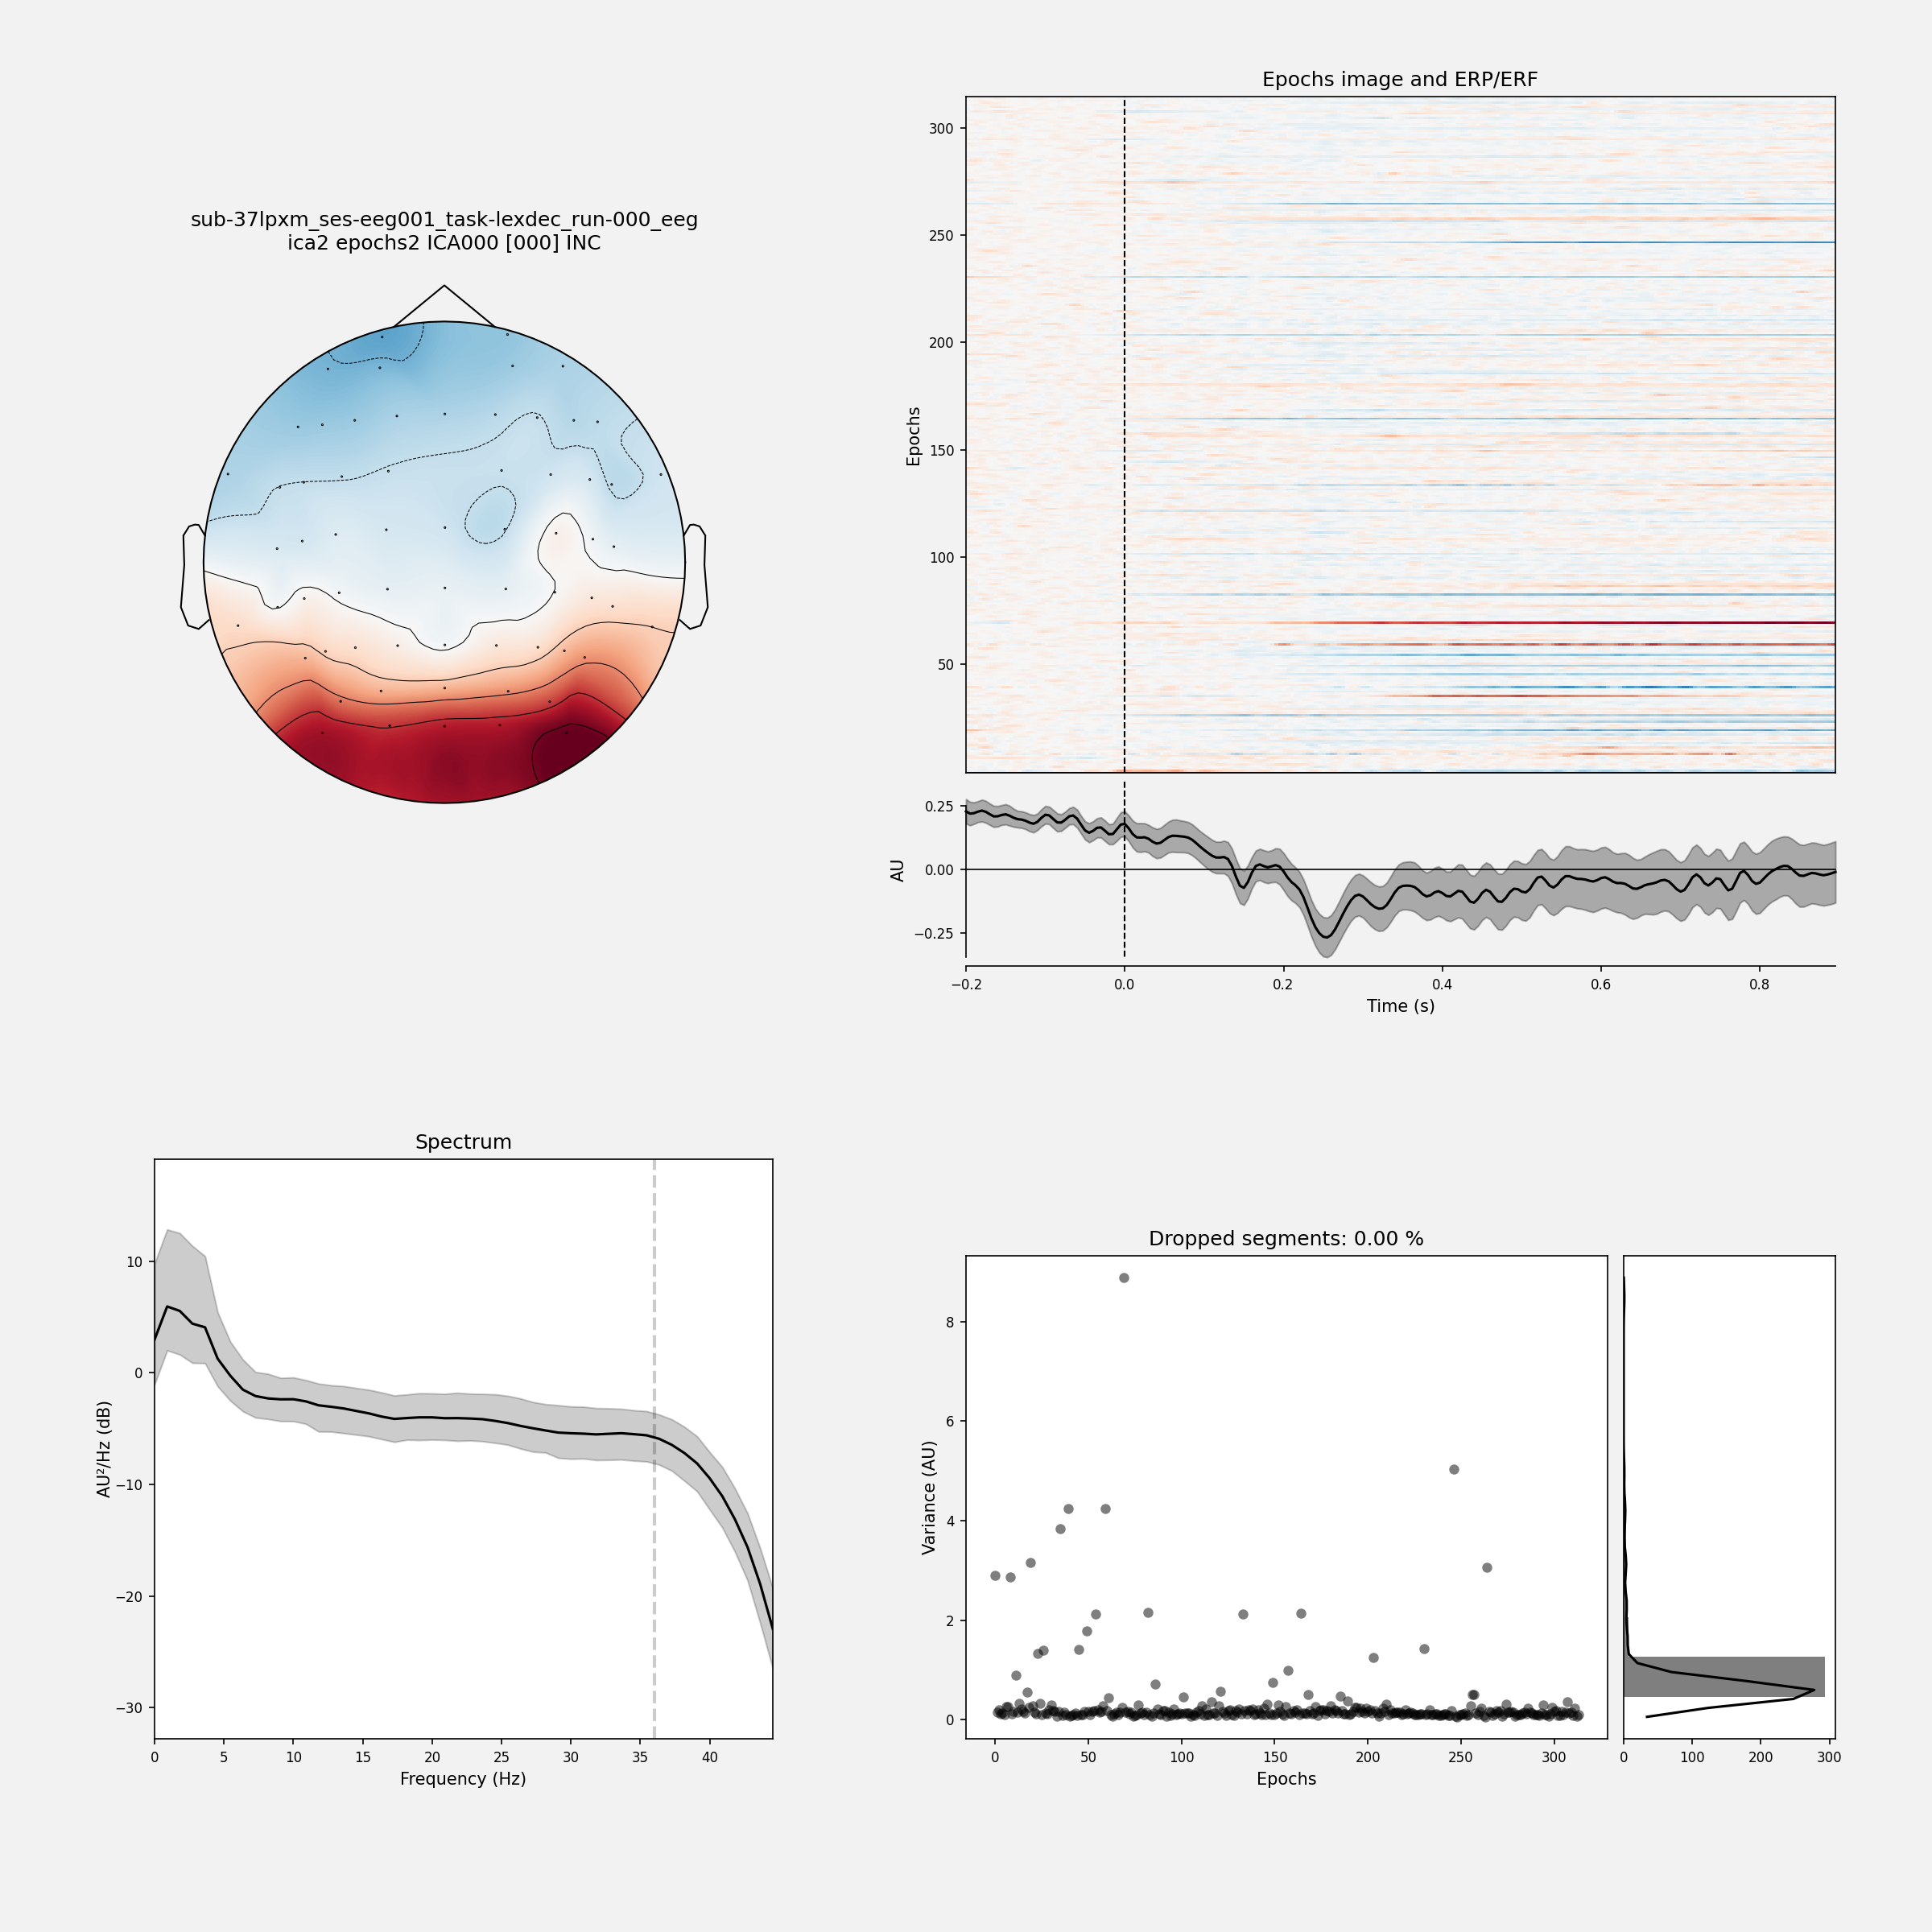 sub-37lpxm_ses-eeg001_task-lexdec_run-000_eeg
ica2 epochs2 ICA000 [000] INC
Epochs image and ERP/ERF
300
250
200
150
100
50
Epochs
0.25
0.00
−0.25
AU
−0.2 0.0 0.2 0.4 0.6 0.8
Time (s)
Spectrum
10
0
−10
−20
−30
AU²/Hz (dB)
0 5 10 15 20 25 30 35 40
Frequency (Hz)
Dropped segments: 0.00 %
8
6
4
2
0
Variance (AU)
0 50 100 150 200 250 300
Epochs
0 100 200 300